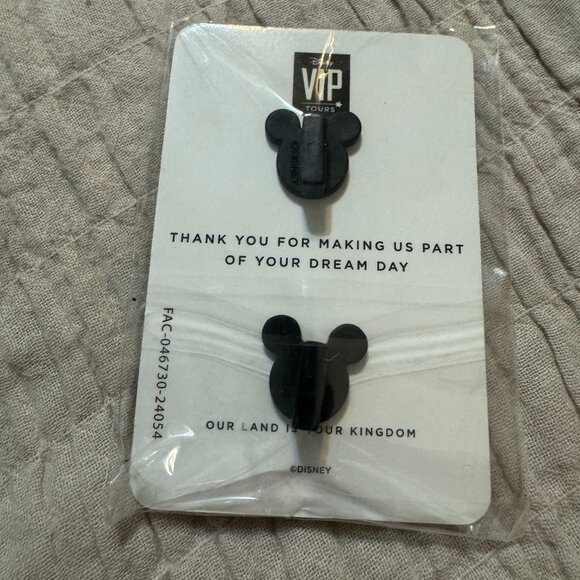 Disney
VIP
TOURS
©DISNEY
THANK YOU FOR MAKING US PART
OF YOUR DREAM DAY
FAC-046730-24054
OUR LAND IS YOUR KINGDOM
©DISNEY